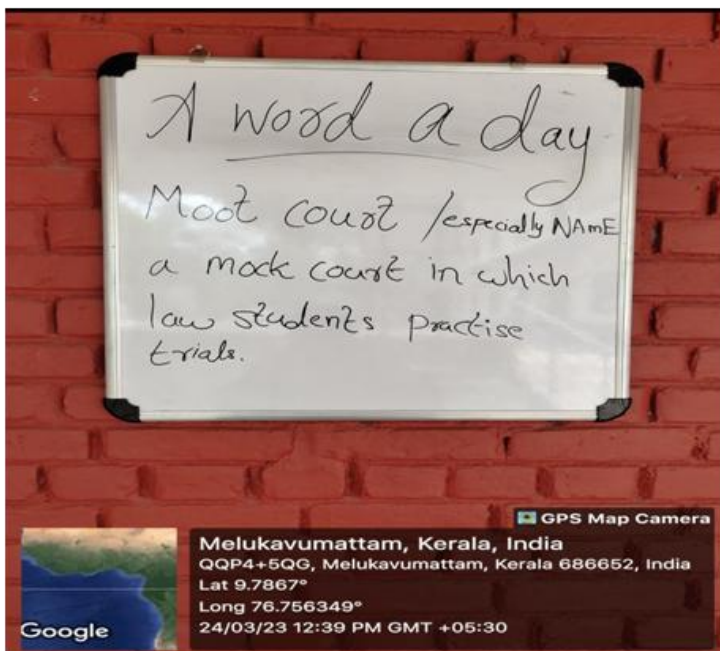 A word a day
Moot court /especially NAmE
a mock court in which
law students practise
trials.
GPS Map Camera
Melukavumattam, Kerala, India
QQP4+5QG, Melukavumattam, Kerala 686652, India
Lat 9.7867°
Long 76.756349°
24/03/23 12:39 PM GMT +05:30
Google